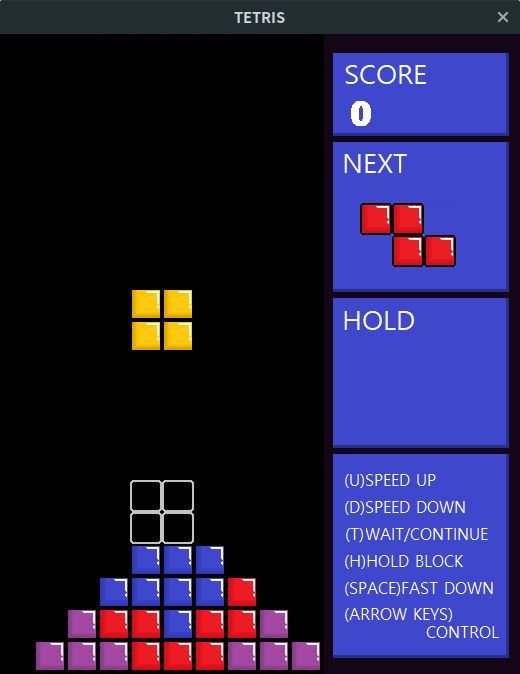 TETRIS
SCORE
0
NEXT
HOLD
(U)SPEED UP
(D)SPEED DOWN
(T)WAIT/CONTINUE
(H)HOLD BLOCK
(SPACE)FAST DOWN
(ARROW KEYS)
CONTROL